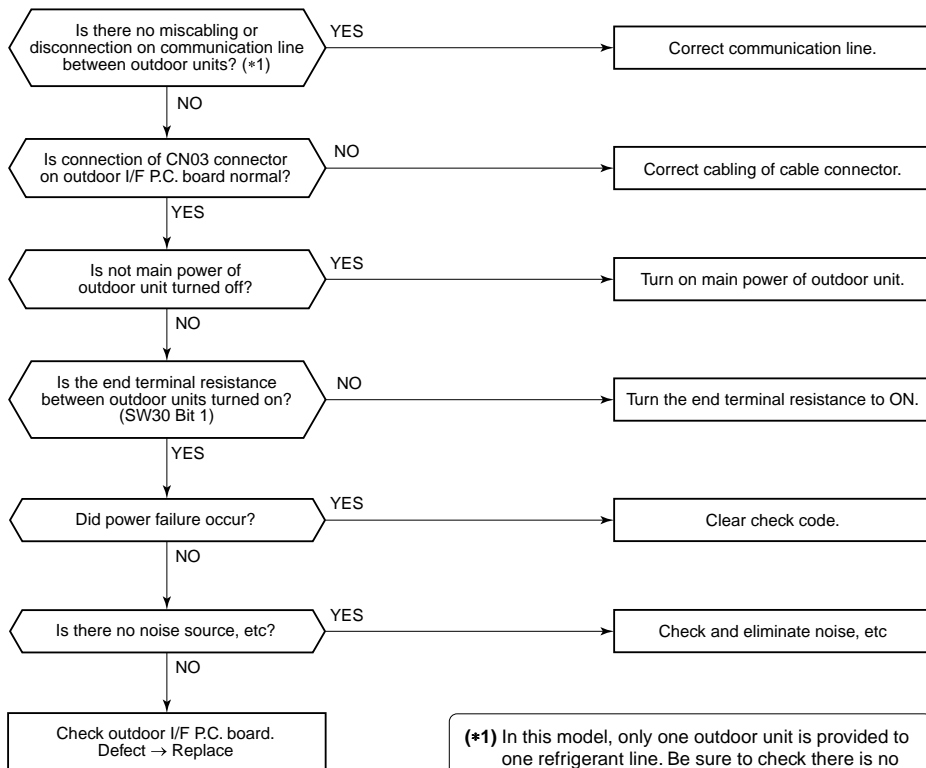 Is there no miscabling or
disconnection on communication line
between outdoor units? (∗1)
YES
Correct communication line.
NO
Is connection of CN03 connector
on outdoor I/F P.C. board normal?
NO
Correct cabling of cable connector.
YES
Is not main power of
outdoor unit turned off?
YES
Turn on main power of outdoor unit.
NO
Is the end terminal resistance
between outdoor units turned on?
(SW30 Bit 1)
NO
Turn the end terminal resistance to ON.
YES
Did power failure occur?
YES
Clear check code.
NO
Is there no noise source, etc?
YES
Check and eliminate noise, etc
NO
Check outdoor I/F P.C. board.
Defect → Replace
(∗1) In this model, only one outdoor unit is provided to
one refrigerant line. Be sure to check there is no